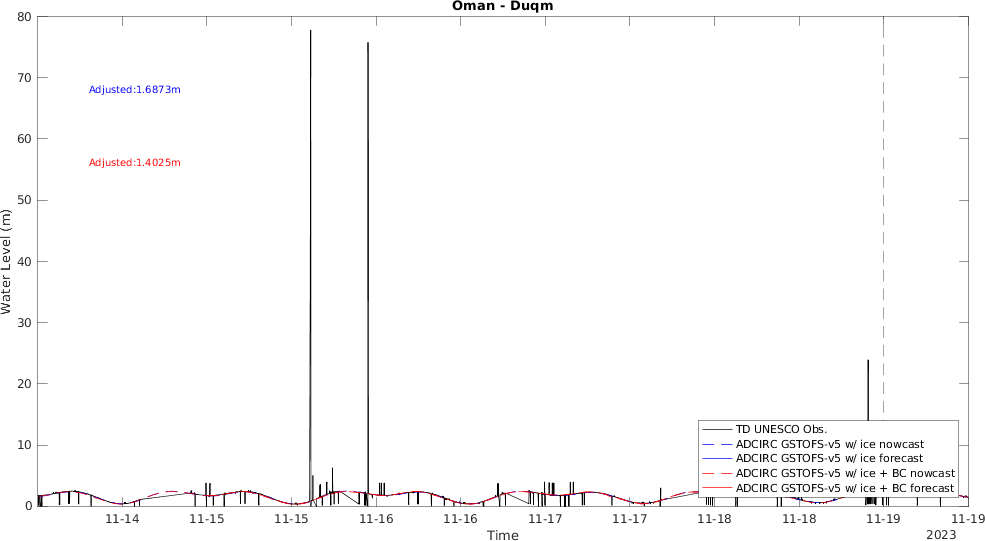 Oman - Duqm
80
70
60
50
40
30
20
10
0
Water Level (m)
Adjusted:1.6873m
Adjusted:1.4025m
TD UNESCO Obs.
ADCIRC GSTOFS-v5 w/ ice nowcast
ADCIRC GSTOFS-v5 w/ ice forecast
ADCIRC GSTOFS-v5 w/ ice + BC nowcast
ADCIRC GSTOFS-v5 w/ ice + BC forecast
11-14 11-15 11-15 11-16 11-16 11-17 11-17 11-18 11-18 11-19 11-19
Time
2023